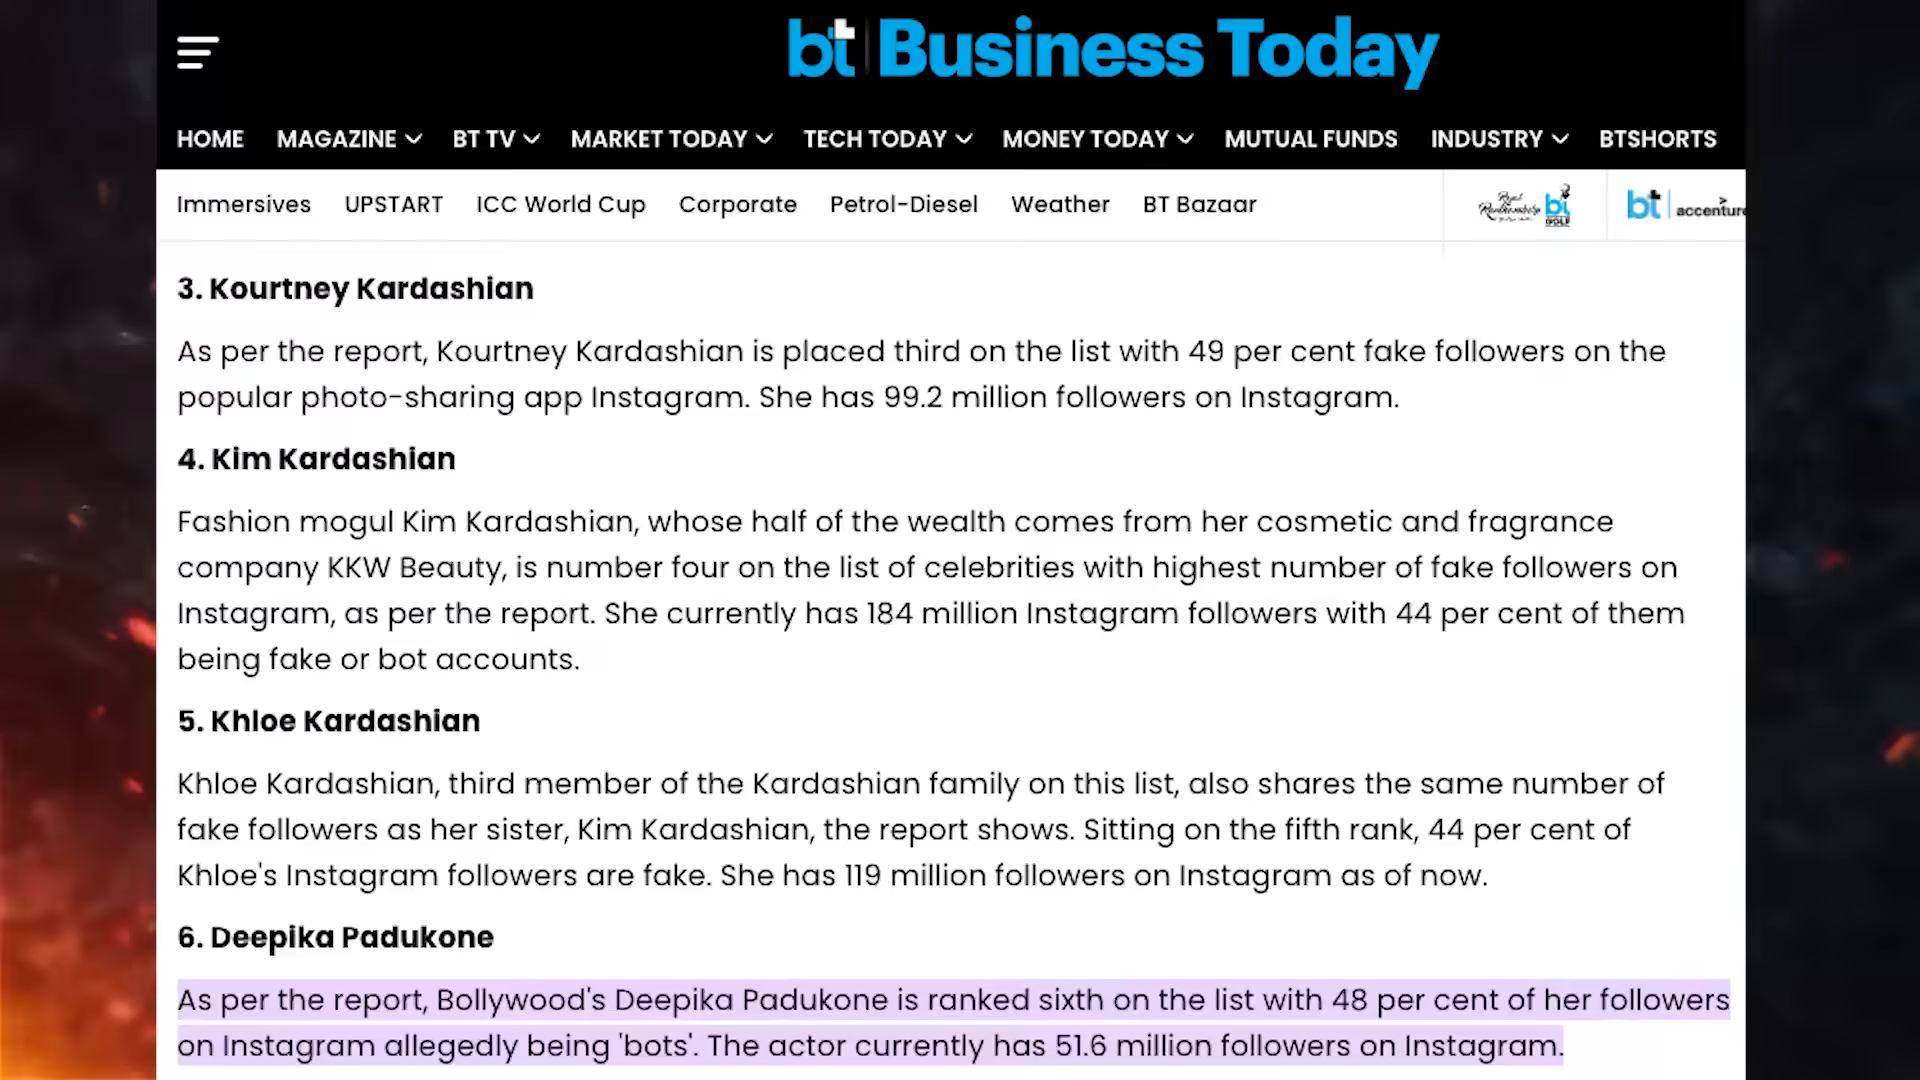 bt Business Today
HOME MAGAZINE BT TV MARKET TODAY TECH TODAY MONEY TODAY MUTUAL FUNDS INDUSTRY BTSHORTS
Immersives UPSTART ICC World Cup Corporate Petrol-Diesel Weather BT Bazaar bt GOLF bt accenture
3. Kourtney Kardashian
As per the report, Kourtney Kardashian is placed third on the list with 49 per cent fake followers on the
popular photo-sharing app Instagram. She has 99.2 million followers on Instagram.
4. Kim Kardashian
Fashion mogul Kim Kardashian, whose half of the wealth comes from her cosmetic and fragrance
company KKW Beauty, is number four on the list of celebrities with highest number of fake followers on
Instagram, as per the report. She currently has 184 million Instagram followers with 44 per cent of them
being fake or bot accounts.
5. Khloe Kardashian
Khloe Kardashian, third member of the Kardashian family on this list, also shares the same number of
fake followers as her sister, Kim Kardashian, the report shows. Sitting on the fifth rank, 44 per cent of
Khloe's Instagram followers are fake. She has 119 million followers on Instagram as of now.
6. Deepika Padukone
As per the report, Bollywood's Deepika Padukone is ranked sixth on the list with 48 per cent of her followers
on Instagram allegedly being 'bots'. The actor currently has 51.6 million followers on Instagram.